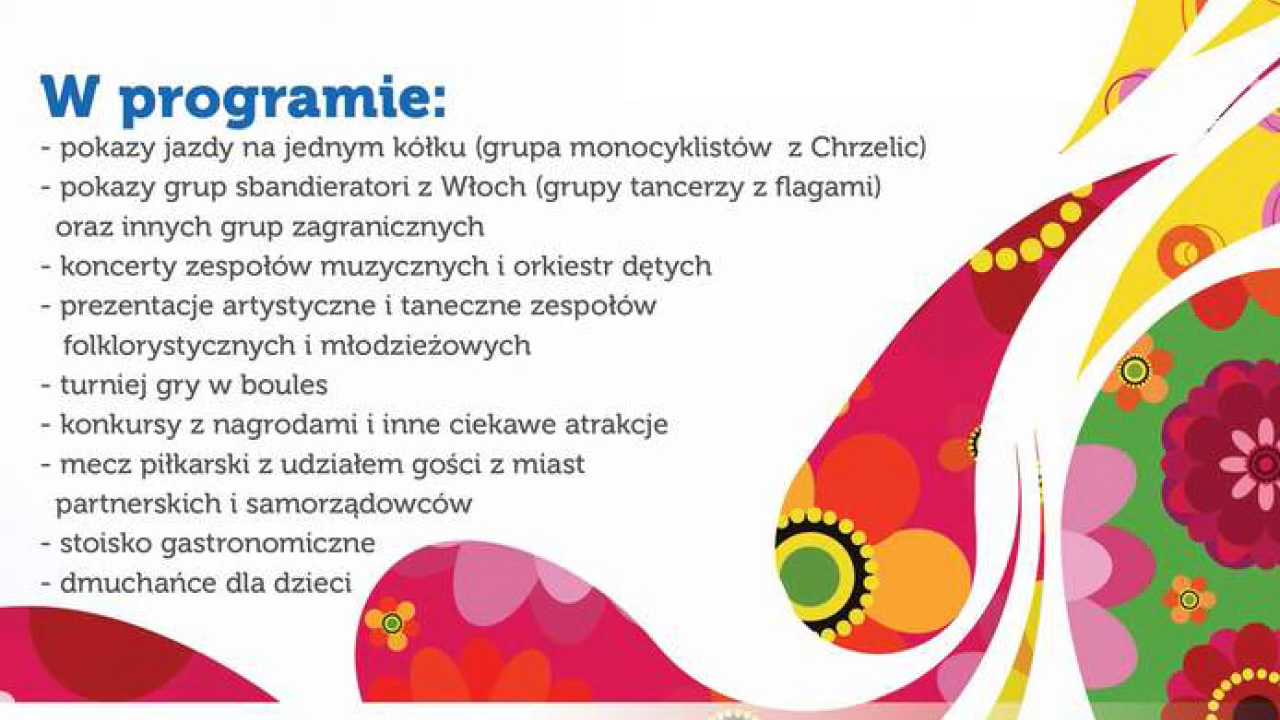 W programie:
- pokazy jazdy na jednym kółku (grupa monocyklistów z Chrzelic)
- pokazy grup sbandieratori z Włoch (grupy tancerzy z flagami)
oraz innych grup zagranicznych
- koncerty zespołów muzycznych i orkiestr dętych
- prezentacje artystyczne i taneczne zespołów
folklorystycznych i młodzieżowych
- turniej gry w boules
- konkursy z nagrodami i inne ciekawe atrakcje
- mecz piłkarski z udziałem gości z miast
partnerskich i samorządowców
- stoisko gastronomiczne
- dmuchańce dla dzieci